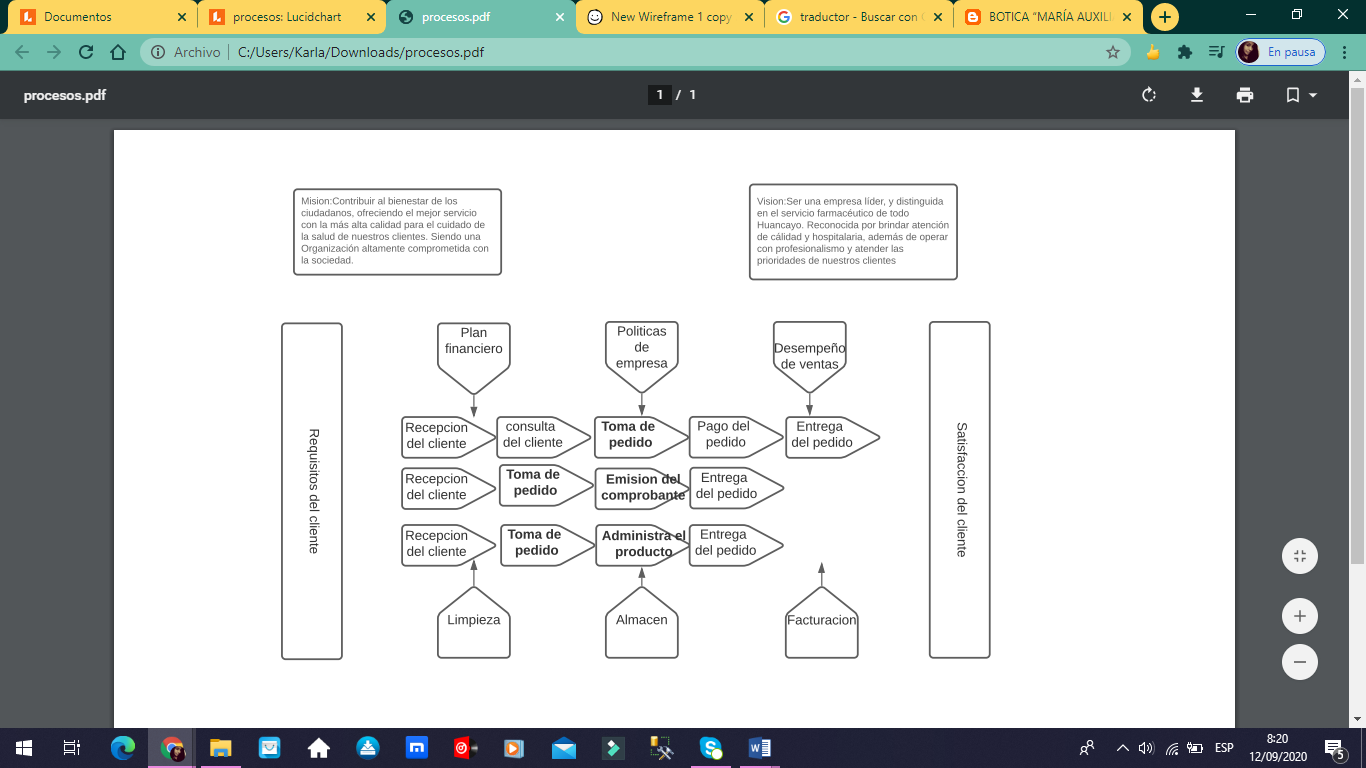 Documentos
procesos: Lucidchart
procesos.pdf
New Wireframe 1 copy
traductor - Buscar con
BOTICA "MARÍA AUXILI
Archivo
C:/Users/Karla/Downloads/procesos.pdf
En pausa
procesos.pdf
1 / 1
Mision:Contribuir al bienestar de los
ciudadanos, ofreciendo el mejor servicio
con la más alta calidad para el cuidado de
la salud de nuestros clientes. Siendo una
Organización altamente comprometida con
la sociedad.
Vision:Ser una empresa líder, y distinguida
en el servicio farmacéutico de todo
Huancayo. Reconocida por brindar atención
de cálidad y hospitalaria, además de operar
con profesionalismo y atender las
prioridades de nuestros clientes
Requisitos del cliente
Plan
financiero
Politicas
de
empresa
Desempeño
de ventas
Recepcion
del cliente
consulta
del cliente
Toma de
pedido
Pago del
pedido
Entrega
del pedido
Recepcion
del cliente
Toma de
pedido
Emision del
comprobante
Entrega
del pedido
Recepcion
del cliente
Toma de
pedido
Administra el
producto
Entrega
del pedido
Limpieza
Almacen
Facturacion
Satisfaccion del cliente
ESP
8:20
12/09/2020
5